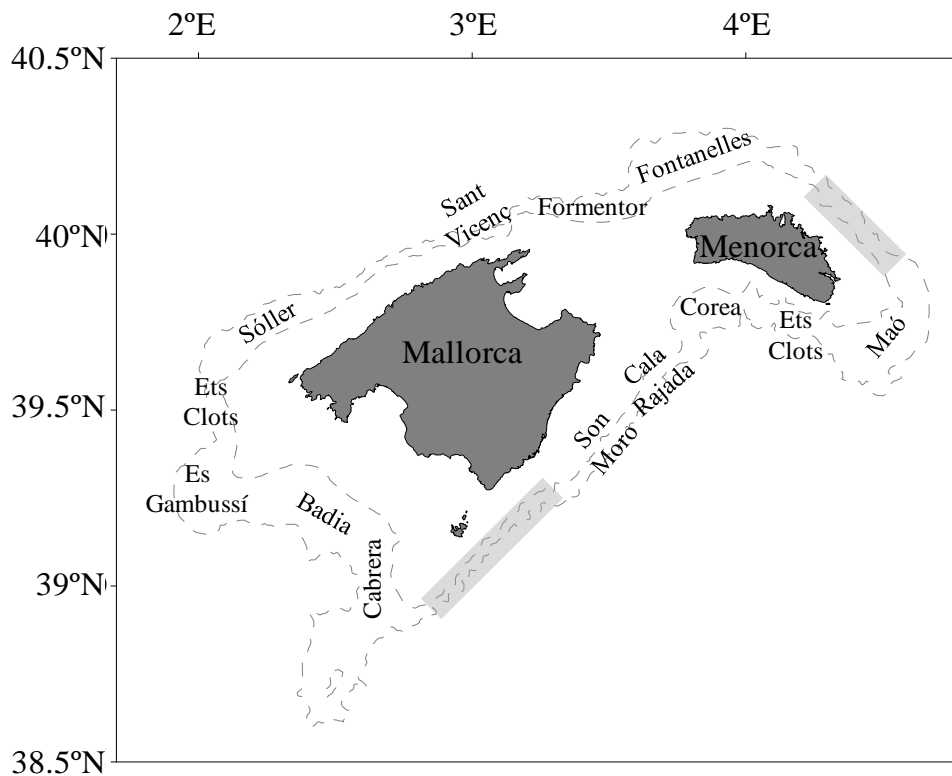 2ºE
3ºE
4ºE
40.5ºN
Fontanelles
Sant
Vicenç
Formentor
40ºN
Menorca
Sóller
Corea
Ets
Clots
Maó
Mallorca
Cala
Rajada
Ets
Clots
39.5ºN
Son
Moro
Es
Gambussí
Badia
Cabrera
39ºN
38.5ºN